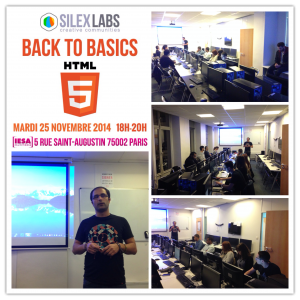 SILEX LABS
creative communities
BACK TO BASICS
HTML
5
MARDI 25 NOVEMBRE 2014 18H-20H
[IESA] 5 RUE SAINT-AUGUSTIN 75002 PARIS